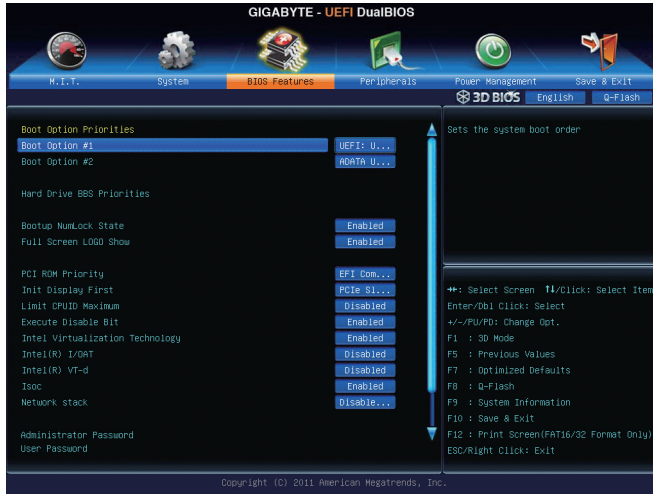 GIGABYTE - UEFI DualBIOS
M.I.T. System BIOS Features Peripherals Power Management Save & Exit
3D BIOS English Q-Flash
Boot Option Priorities
Boot Option #1 UEFI: U...
Boot Option #2 ADATA U...
Hard Drive BBS Priorities
Bootup NumLock State Enabled
Full Screen LOGO Show Enabled
PCI ROM Priority EFI Com...
Init Display First PCIe Sl...
Limit CPUID Maximum Disabled
Execute Disable Bit Enabled
Intel Virtualization Technology Enabled
Intel(R) I/OAT Disabled
Intel(R) VT-d Disabled
Isoc Enabled
Network stack Disable...
Administrator Password
User Password
Sets the system boot order
→←: Select Screen ↑↓/Click: Select Item
Enter/Dbl Click: Select
+/-/PU/PD: Change Opt.
F1 : 3D Mode
F5 : Previous Values
F7 : Optimized Defaults
F8 : Q-Flash
F9 : System Information
F10 : Save & Exit
F12 : Print Screen(FAT16/32 Format Only)
ESC/Right Click: Exit
Copyright (C) 2011 American Megatrends, Inc.